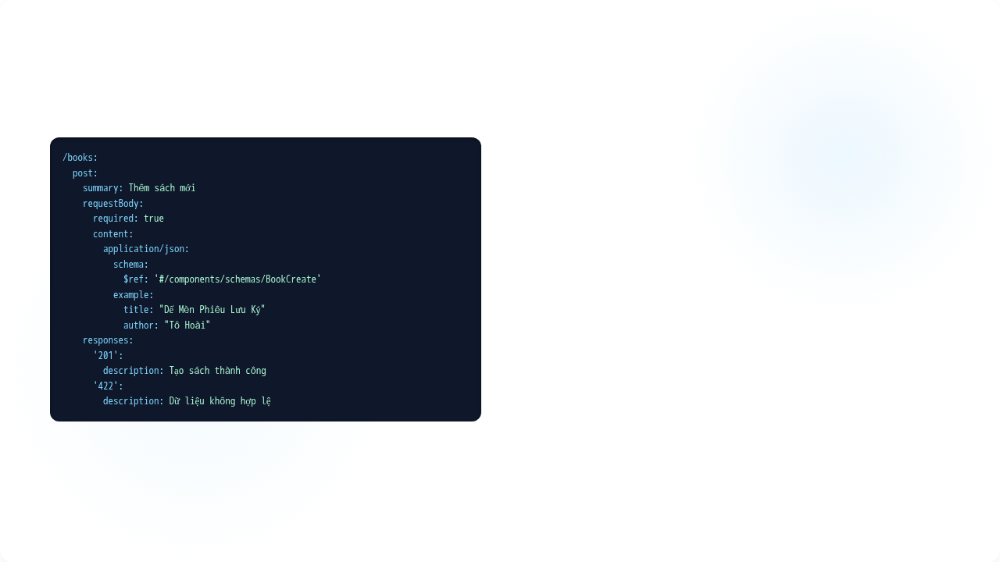 /books:
  post:
    summary: Thêm sách mới
    requestBody:
      required: true
      content:
        application/json:
          schema:
            $ref: '#/components/schemas/BookCreate'
          example:
            title: "Dế Mèn Phiêu Lưu Ký"
            author: "Tô Hoài"
    responses:
      '201':
        description: Tạo sách thành công
      '422':
        description: Dữ liệu không hợp lệ